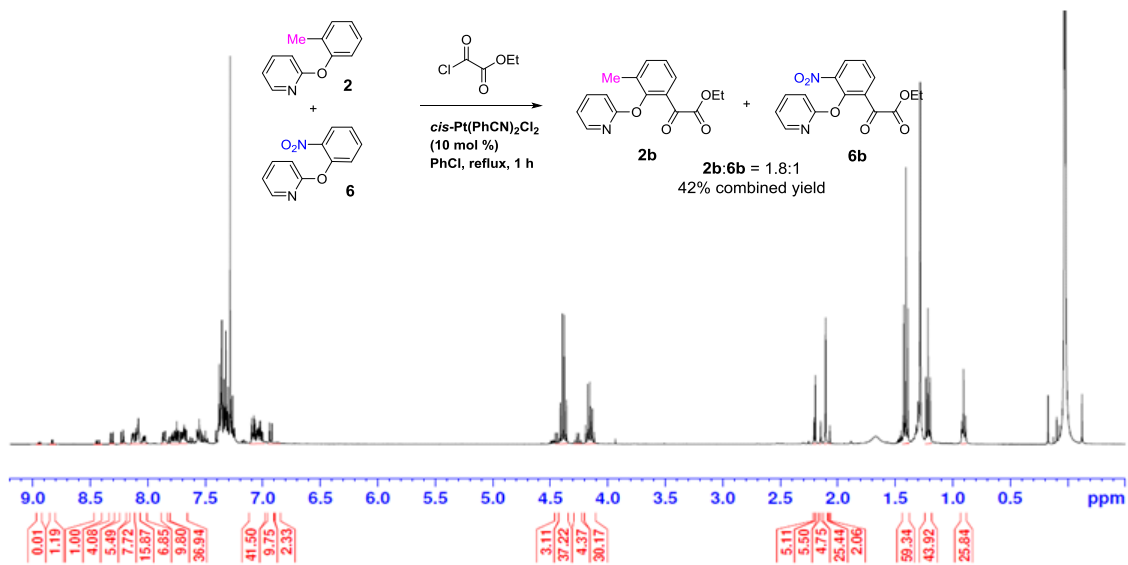 Me
O
N
2
+
O2N
O
N
6
O
Cl
OEt
O
cis-Pt(PhCN)2Cl2
(10 mol %)
PhCl, reflux, 1 h
Me
O
N
OEt
O
O
2b
+
O2N
O
N
OEt
O
O
6b
2b:6b = 1.8:1
42% combined yield
9.0 8.5 8.0 7.5 7.0 6.5 6.0 5.5 5.0 4.5 4.0 3.5 3.0 2.5 2.0 1.5 1.0 0.5 ppm
0.01 1.19 1.00 4.08 5.49 7.72 15.87 6.85 9.80 36.94 41.50 9.75 2.33 3.11 37.22 4.37 30.17 5.11 5.50 4.75 25.44 2.06 59.34 43.92 25.84